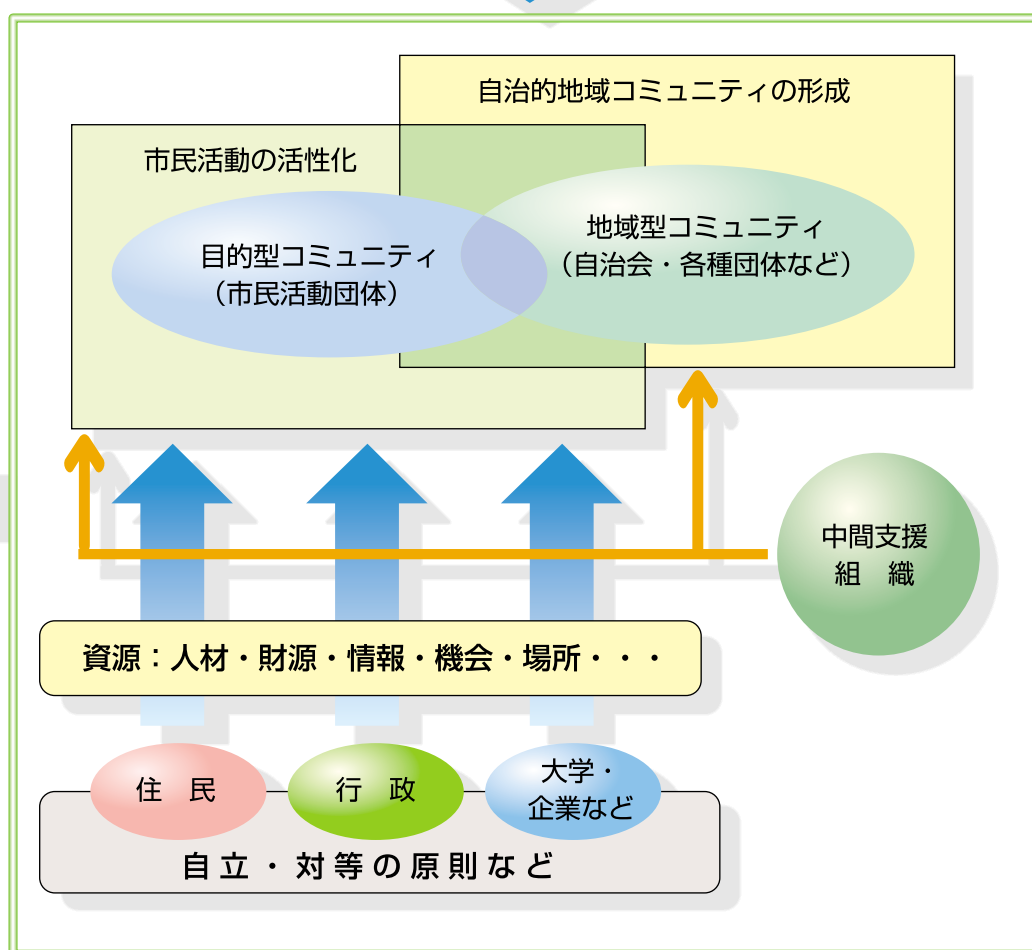 自治的地域コミュニティの形成
市民活動の活性化
目的型コミュニティ
（市民活動団体）
地域型コミュニティ
（自治会・各種団体など）
中間支援
組　織
資源：人材・財源・情報・機会・場所・・・
住　民
行　政
大学・
企業など
自立・対等の原則など